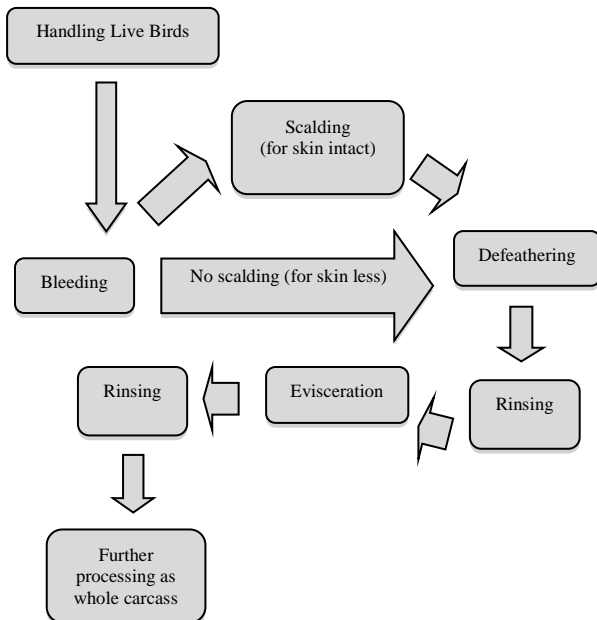 Handling Live Birds
Scalding
(for skin intact)
Bleeding
No scalding (for skin less)
Defeathering
Rinsing
Evisceration
Rinsing
Further
processing as
whole carcass